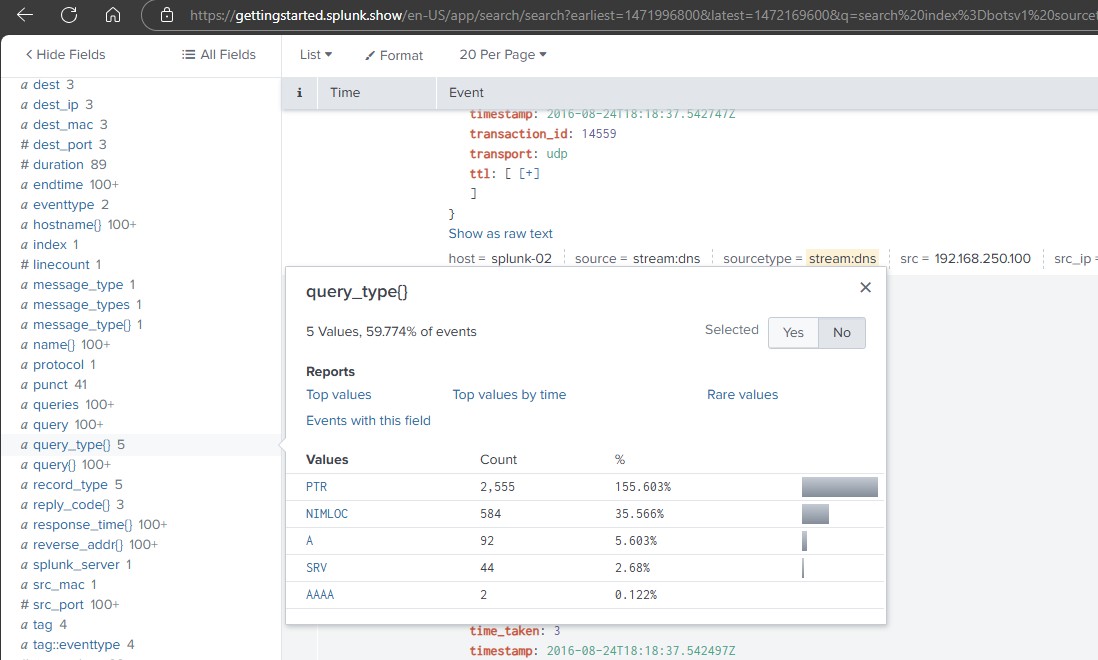 https://gettingstarted.splunk.show/en-US/app/search/search?earliest=1471996800&latest=1472169600&q=search%20index%3Dbotsv1%20sourcet
Hide Fields
All Fields
List
Format
20 Per Page
i
Time
Event
a dest 3
a dest_ip 3
a dest_mac 3
# dest_port 3
# duration 89
a endtime 100+
a eventtype 2
a hostname{} 100+
a index 1
# linecount 1
a message_type 1
a message_types 1
a message_type{} 1
a name{} 100+
a protocol 1
a punct 41
a queries 100+
a query 100+
a query_type{} 5
a query{} 100+
a record_type 5
a reply_code{} 3
a response_time{} 100+
a reverse_addr{} 100+
a splunk_server 1
a src_mac 1
# src_port 100+
a tag 4
a tag::eventtype 4
timestamp: 2016-08-24T18:18:37.542747Z
transaction_id: 14559
transport: udp
ttl: [ [+]
]
}
Show as raw text
host = splunk-02
source = stream:dns
sourcetype = stream:dns
src = 192.168.250.100
src_ip =
query_type{}
5 Values, 59.774% of events
Selected
Yes
No
Reports
Top values
Top values by time
Rare values
Events with this field
Values Count %
PTR 2,555 155.603%
NIMLOC 584 35.566%
A 92 5.603%
SRV 44 2.68%
AAAA 2 0.122%
time_taken: 3
timestamp: 2016-08-24T18:18:37.542497Z